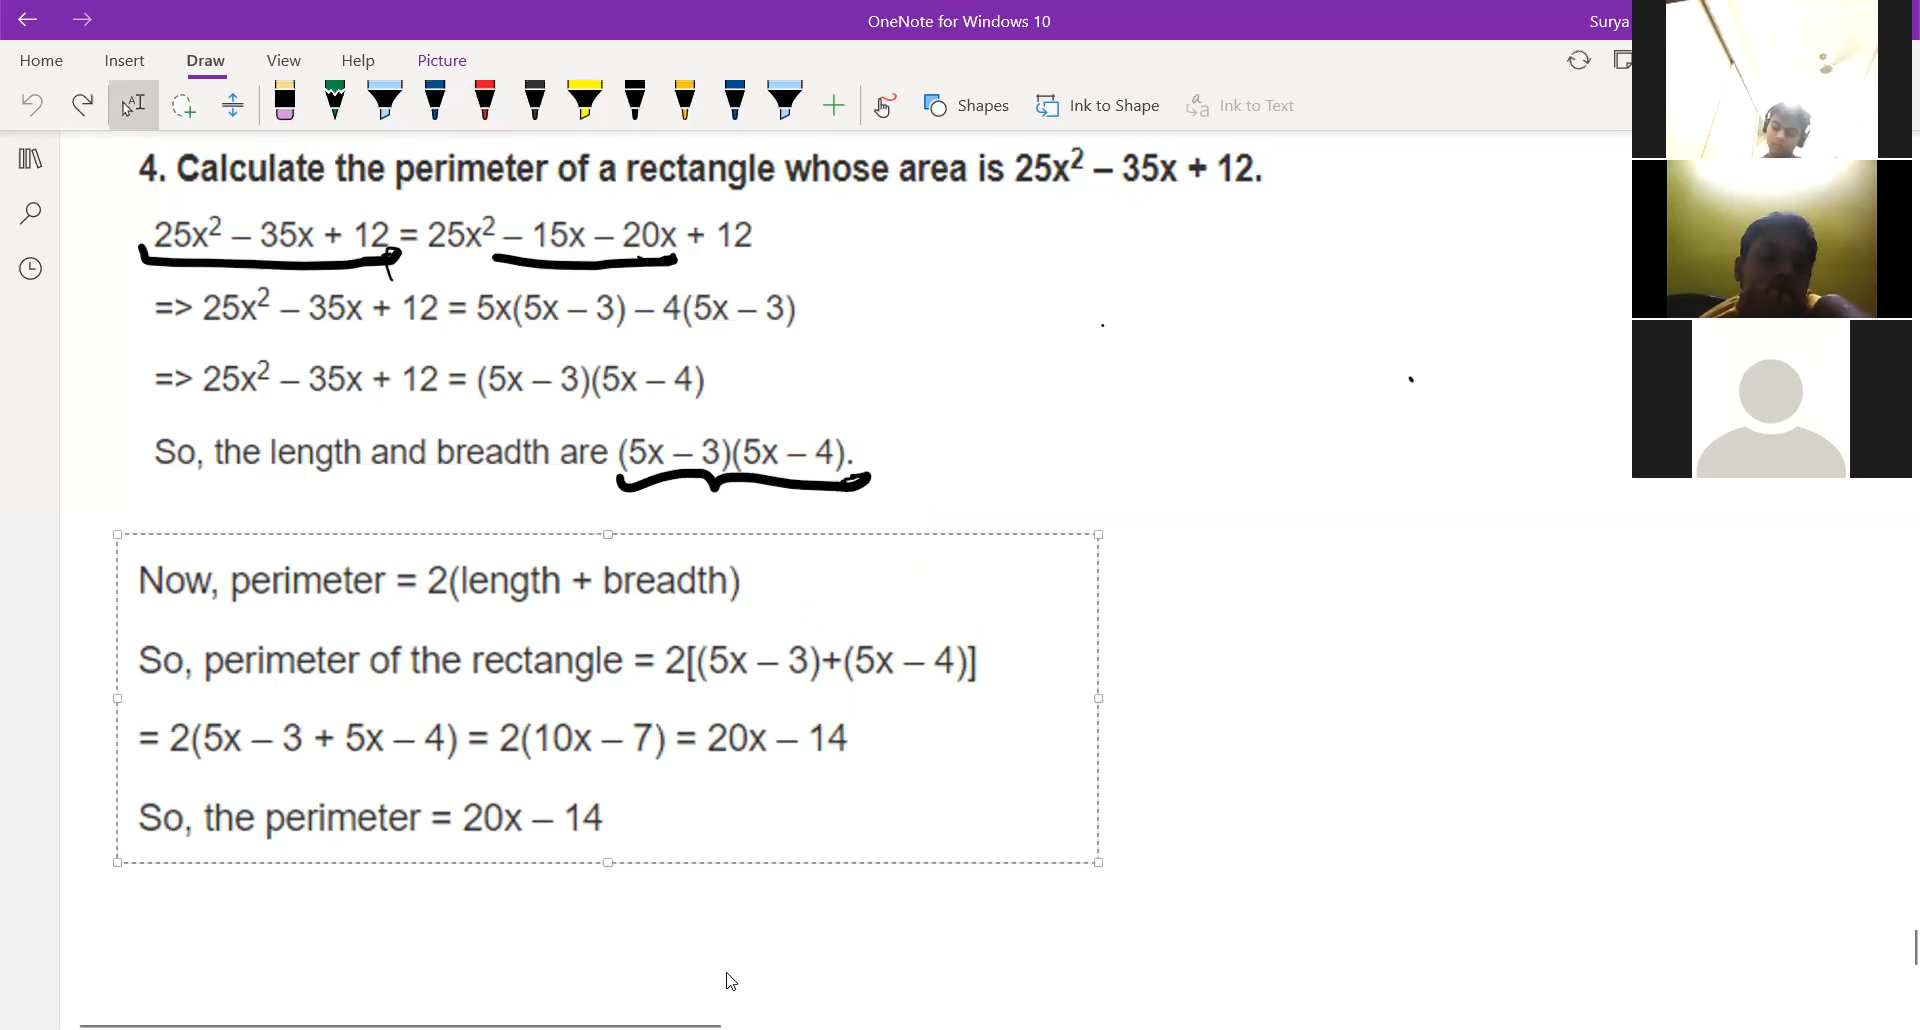 OneNote for Windows 10
Surya
Home Insert Draw View Help Picture
Shapes Ink to Shape Ink to Text
4. Calculate the perimeter of a rectangle whose area is 25x² – 35x + 12.
25x² – 35x + 12 = 25x² – 15x – 20x + 12
=> 25x² – 35x + 12 = 5x(5x – 3) – 4(5x – 3)
=> 25x² – 35x + 12 = (5x – 3)(5x – 4)
So, the length and breadth are (5x – 3)(5x – 4).
Now, perimeter = 2(length + breadth)
So, perimeter of the rectangle = 2[(5x – 3)+(5x – 4)]
= 2(5x – 3 + 5x – 4) = 2(10x – 7) = 20x – 14
So, the perimeter = 20x – 14